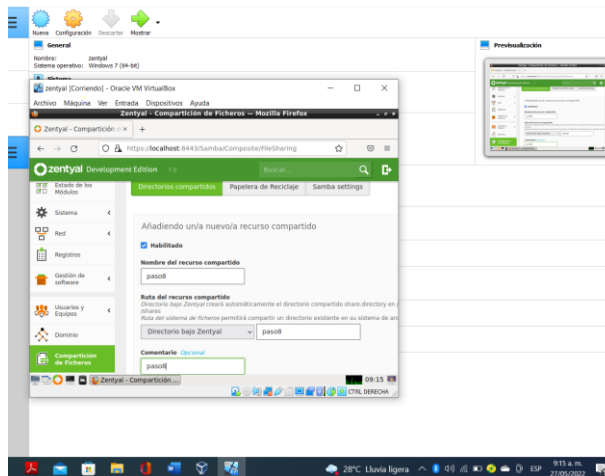 Nueva Configuración Descartar Mostrar
General
Previsualización
Nombre: zentyal
Sistema operativo: Windows 7 (64-bit)
Sistema
zentyal [Corriendo] - Oracle VM VirtualBox
Archivo Máquina Ver Entrada Dispositivos Ayuda
Zentyal - Compartición de Ficheros — Mozilla Firefox
Zentyal - Compartición
https://localhost:8443/Samba/Composite/FileSharing
zentyal Development Edition 7.0
Buscar...
Estado de los Módulos
Directorios compartidos Papelera de Reciclaje Samba settings
Sistema
Red
Registros
Gestión de software
Usuarios y Equipos
Dominio
Compartición de Ficheros
Añadiendo un/a nuevo/a recurso compartido
Habilitado
Nombre del recurso compartido
paso8
Ruta del recurso compartido
Directorio bajo Zentyal creará automáticamente el directorio compartido share.directory en
/shares
Ruta del sistema de ficheros permitirá compartir un directorio existente en su sistema de
Directorio bajo Zentyal paso8
Comentario Opcional
paso6
Zentyal - Compartición ...
09:15
CTRL DERECHA
28°C Lluvia ligera ESP 9:15 a. m.
27/05/2022